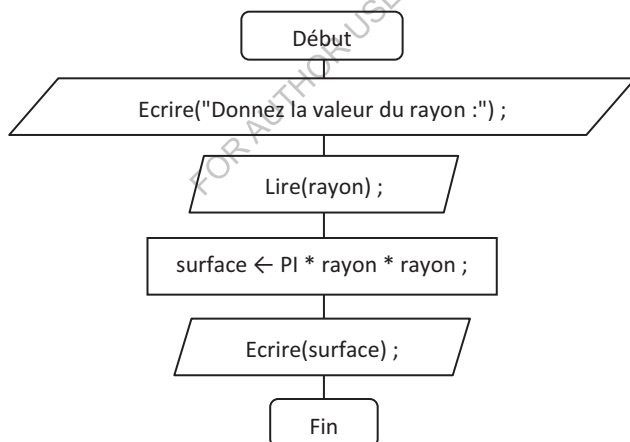 Début
Ecrire("Donnez la valeur du rayon :") ;
Lire(rayon) ;
surface ← PI * rayon * rayon ;
Ecrire(surface) ;
Fin
FOR AUTHOR USE